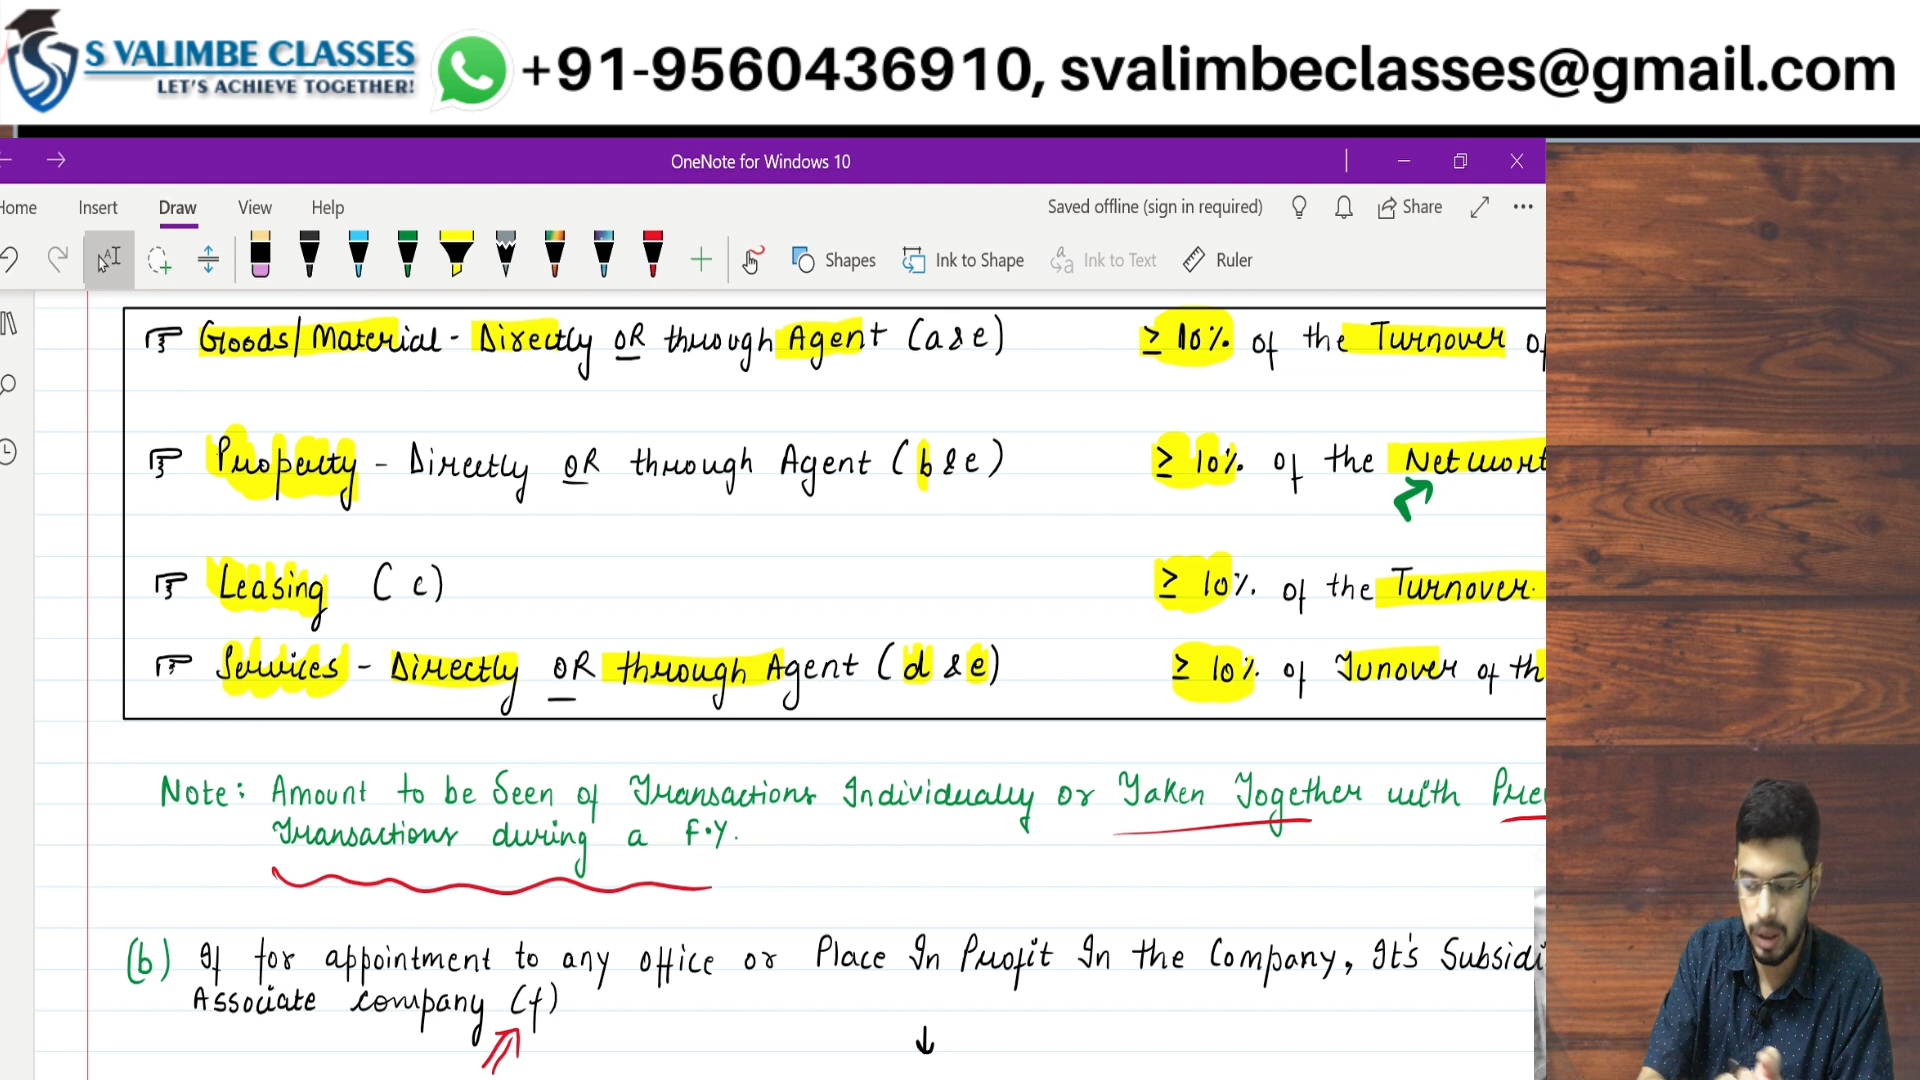 S VALIMBE CLASSES
LET'S ACHIEVE TOGETHER!
+91-9560436910, svalimbeclasses@gmail.com
OneNote for Windows 10
Home Insert Draw View Help Saved offline (sign in required) Share
Shapes Ink to Shape Ink to Text Ruler
Goods/Material - Directly OR through Agent (a & e) ≥ 10% of the Turnover of
Property - Directly OR through Agent (b & e) ≥ 10% of the Networt
Leasing (c) ≥ 10% of the Turnover.
Services - Directly OR through Agent (d & e) ≥ 10% of Tunover of th
Note: Amount to be Seen of Transactions Individually or Taken Together with Pre
Transactions during a F.Y.
(b) If for appointment to any office or Place In Profit In the Company, It's Subsidi
Associate company (f)